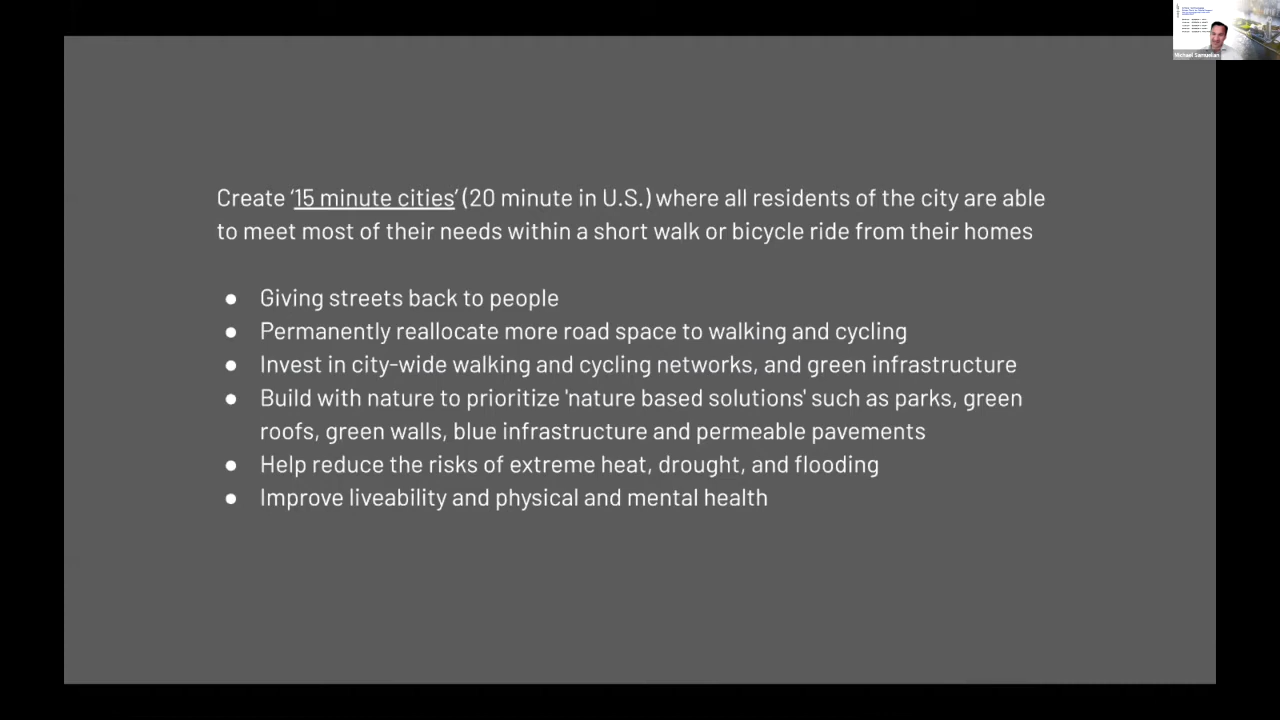 Create ‘15 minute cities’ (20 minute in U.S.) where all residents of the city are able
to meet most of their needs within a short walk or bicycle ride from their homes
● Giving streets back to people
● Permanently reallocate more road space to walking and cycling
● Invest in city-wide walking and cycling networks, and green infrastructure
● Build with nature to prioritize 'nature based solutions' such as parks, green
roofs, green walls, blue infrastructure and permeable pavements
● Help reduce the risks of extreme heat, drought, and flooding
● Improve liveability and physical and mental health
Michael Samuelian